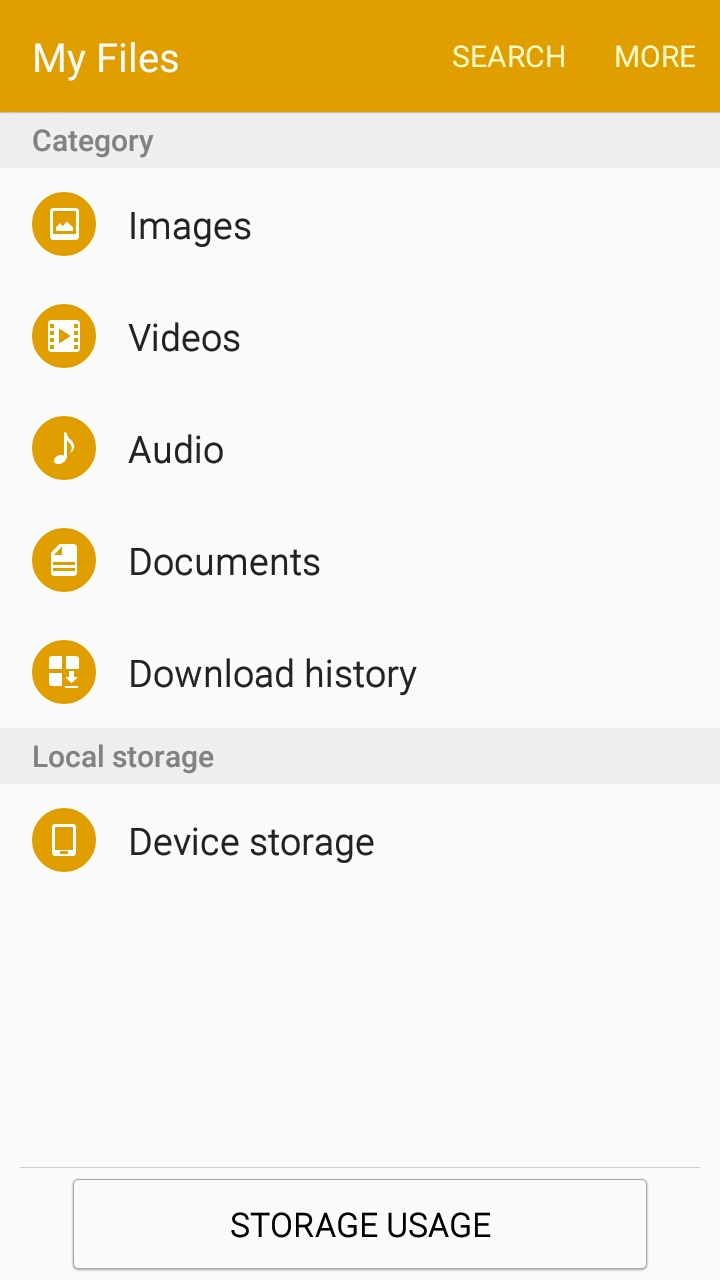 My Files
SEARCH
MORE
Category
Images
Videos
Audio
Documents
Download history
Local storage
Device storage
STORAGE USAGE